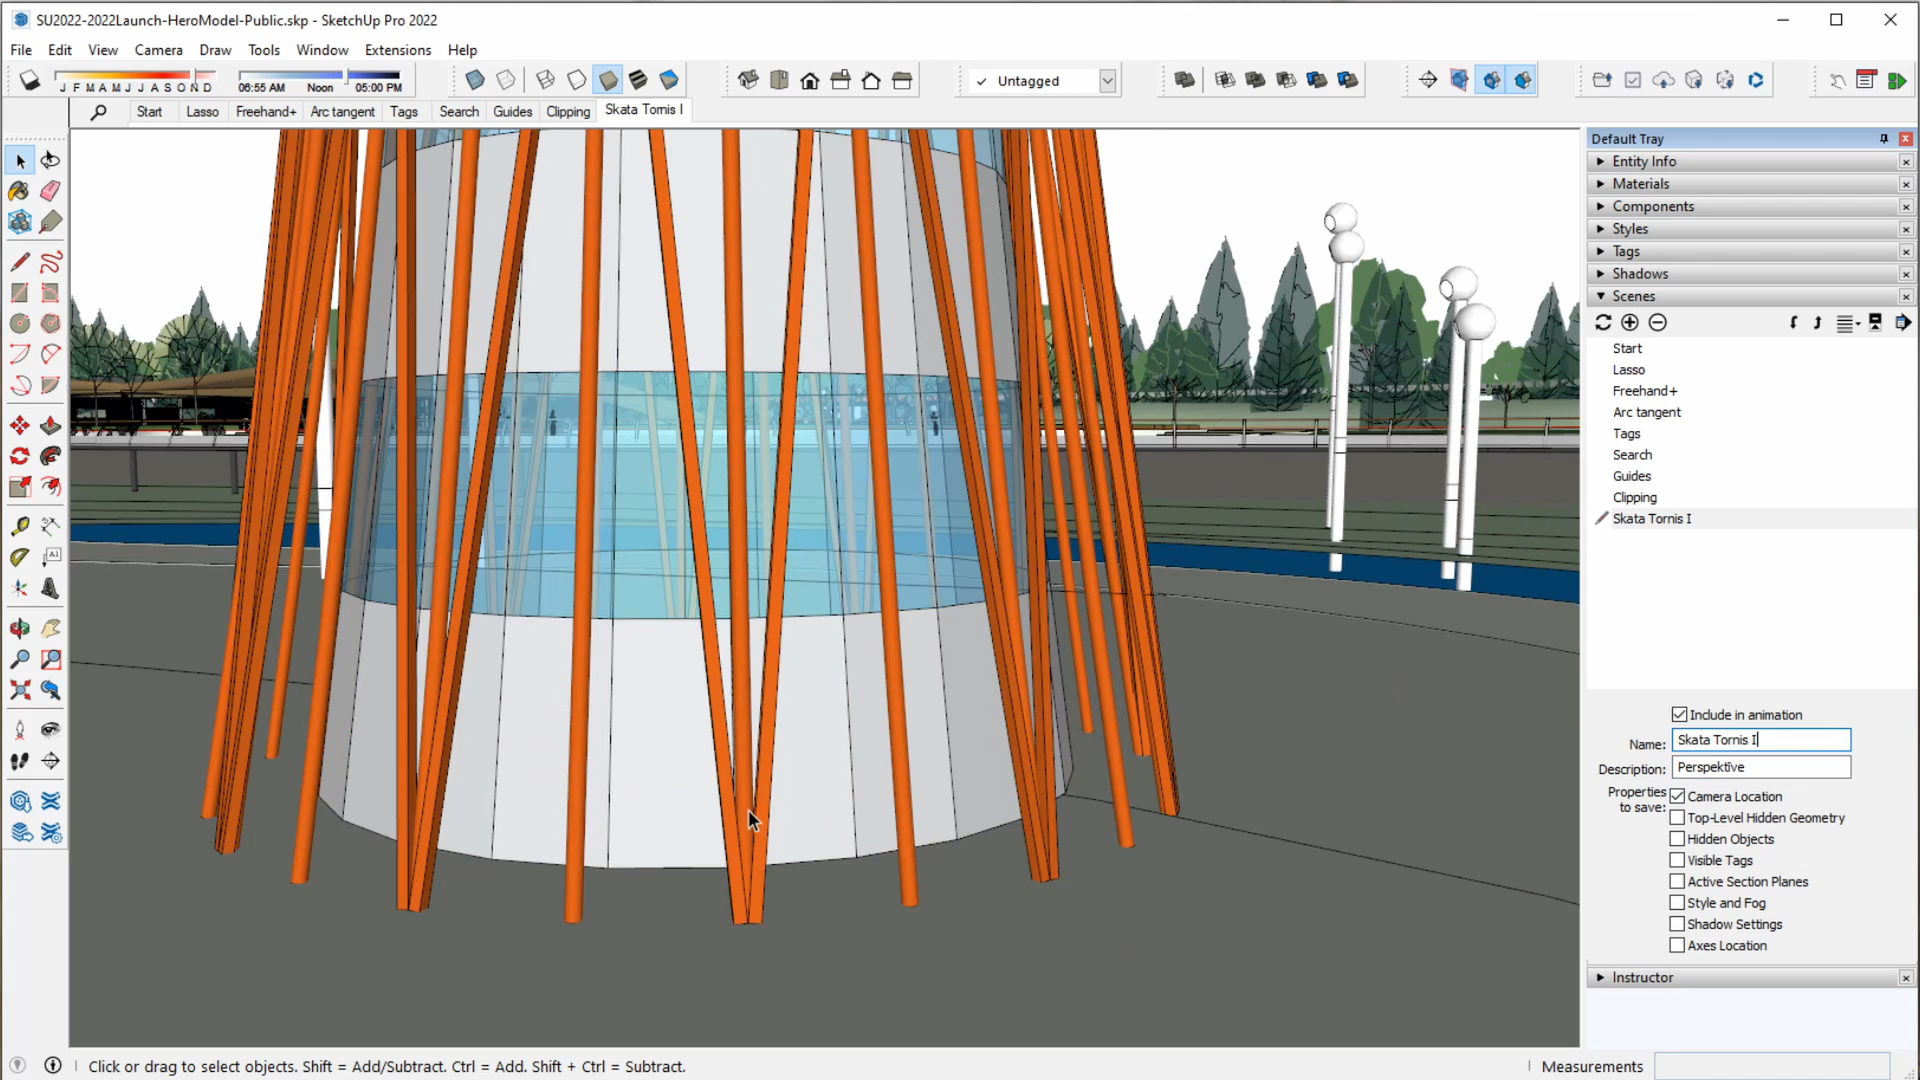 SU2022-2022Launch-HeroModel-Public.skp - SketchUp Pro 2022
File Edit View Camera Draw Tools Window Extensions Help
J F M A M J J A S O N D
06:55 AM Noon 05:00 PM
Untagged
Start Lasso Freehand+ Arc tangent Tags Search Guides Clipping Skata Tornis I
Default Tray
Entity Info
Materials
Components
Styles
Tags
Shadows
Scenes
Start
Lasso
Freehand+
Arc tangent
Tags
Search
Guides
Clipping
Skata Tornis I
Include in animation
Name: Skata Tornis I
Description: Perspektīve
Properties to save:
Camera Location
Top-Level Hidden Geometry
Hidden Objects
Visible Tags
Active Section Planes
Style and Fog
Shadow Settings
Axes Location
Instructor
Click or drag to select objects. Shift = Add/Subtract. Ctrl = Add. Shift + Ctrl = Subtract.
Measurements